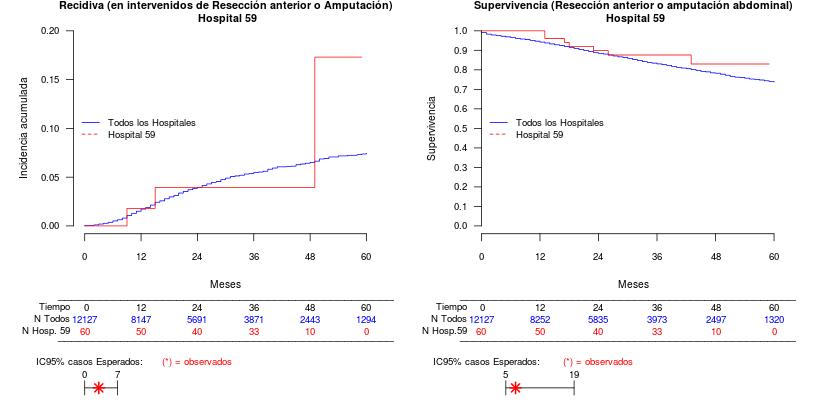 Recidiva (en intervenidos de Resección anterior o Amputación)
Hospital 59
Incidencia acumulada
0.20
0.15
0.10
0.05
0.00
Todos los Hospitales
Hospital 59
0 12 24 36 48 60
Meses
Tiempo 0 12 24 36 48 60
N Todos 12127 8147 5691 3871 2443 1294
N Hosp. 59 60 50 40 33 10 0
IC95% casos Esperados: (*) = observados
0 7
Supervivencia (Resección anterior o amputación abdominal)
Hospital 59
Supervivencia
1.0
0.9
0.8
0.7
0.6
0.5
0.4
0.3
0.2
0.1
0.0
Todos los Hospitales
Hospital 59
0 12 24 36 48 60
Meses
Tiempo 0 12 24 36 48 60
N Todos 12127 8252 5835 3973 2497 1320
N Hosp.59 60 50 40 33 10 0
IC95% casos Esperados: (*) = observados
5 19